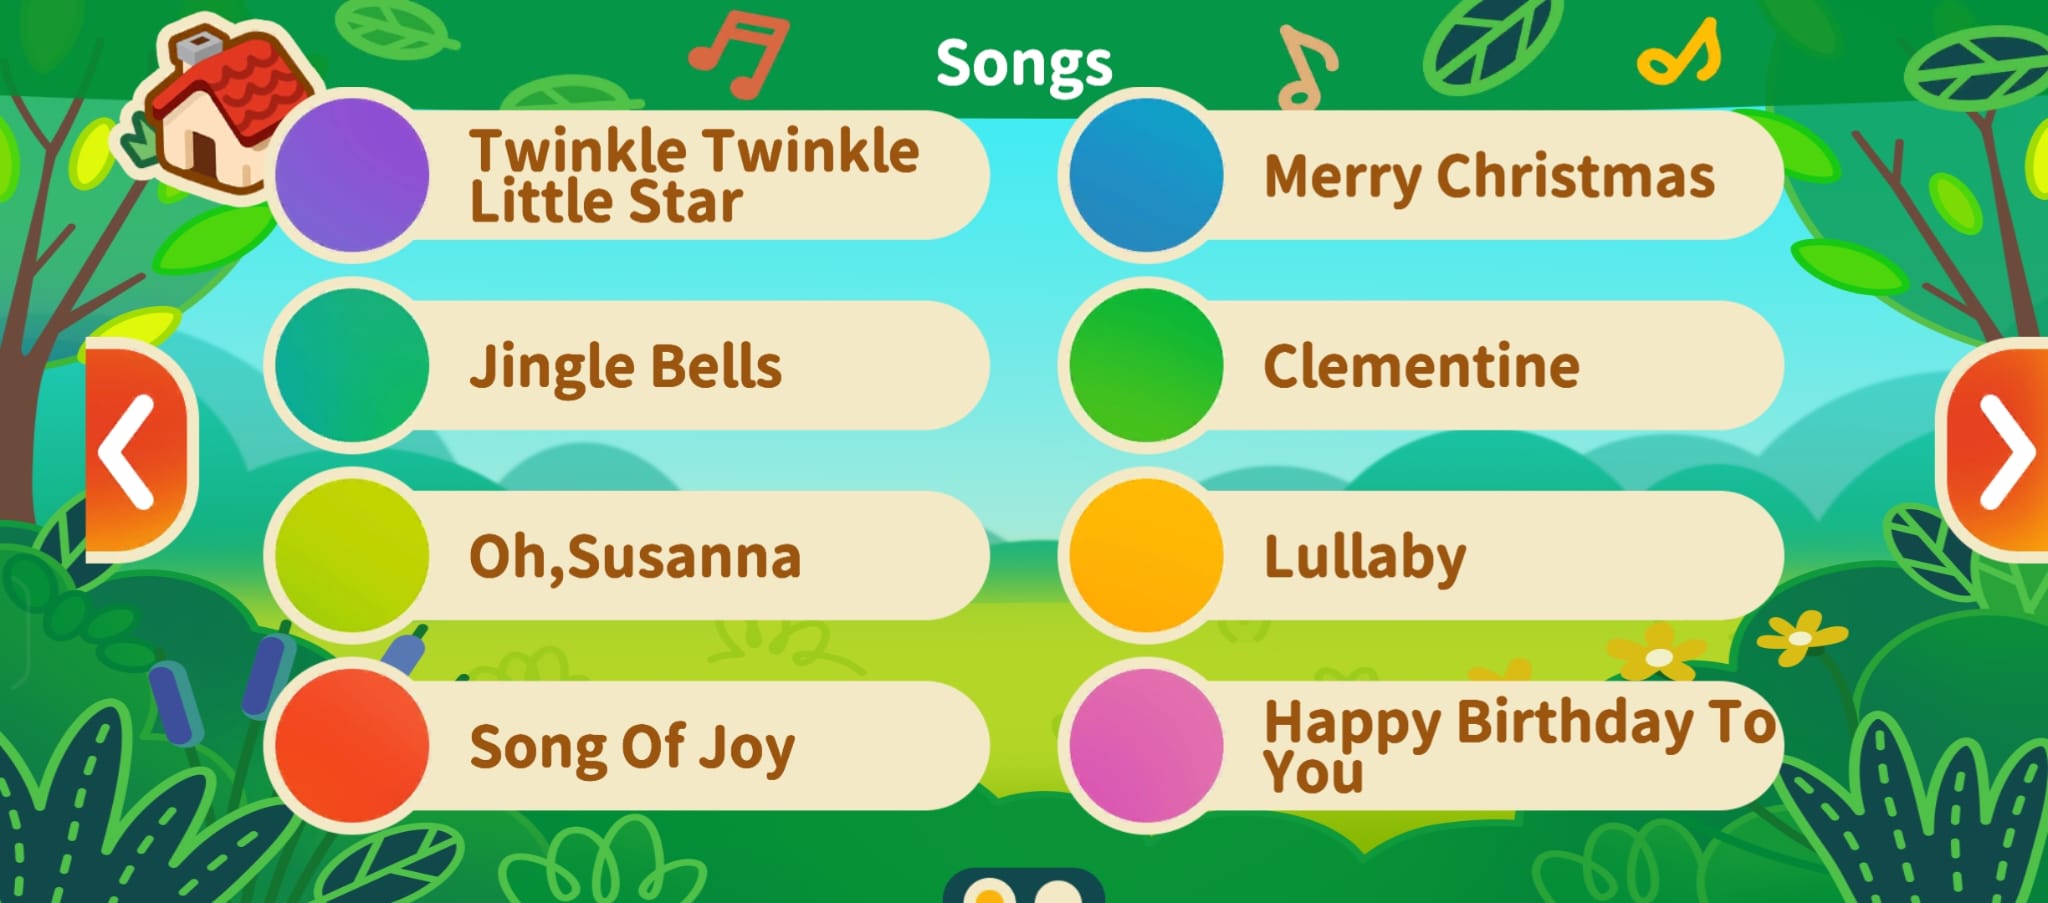 Songs
Twinkle Twinkle
Little Star
Merry Christmas
Jingle Bells
Clementine
Oh,Susanna
Lullaby
Song Of Joy
Happy Birthday To
You